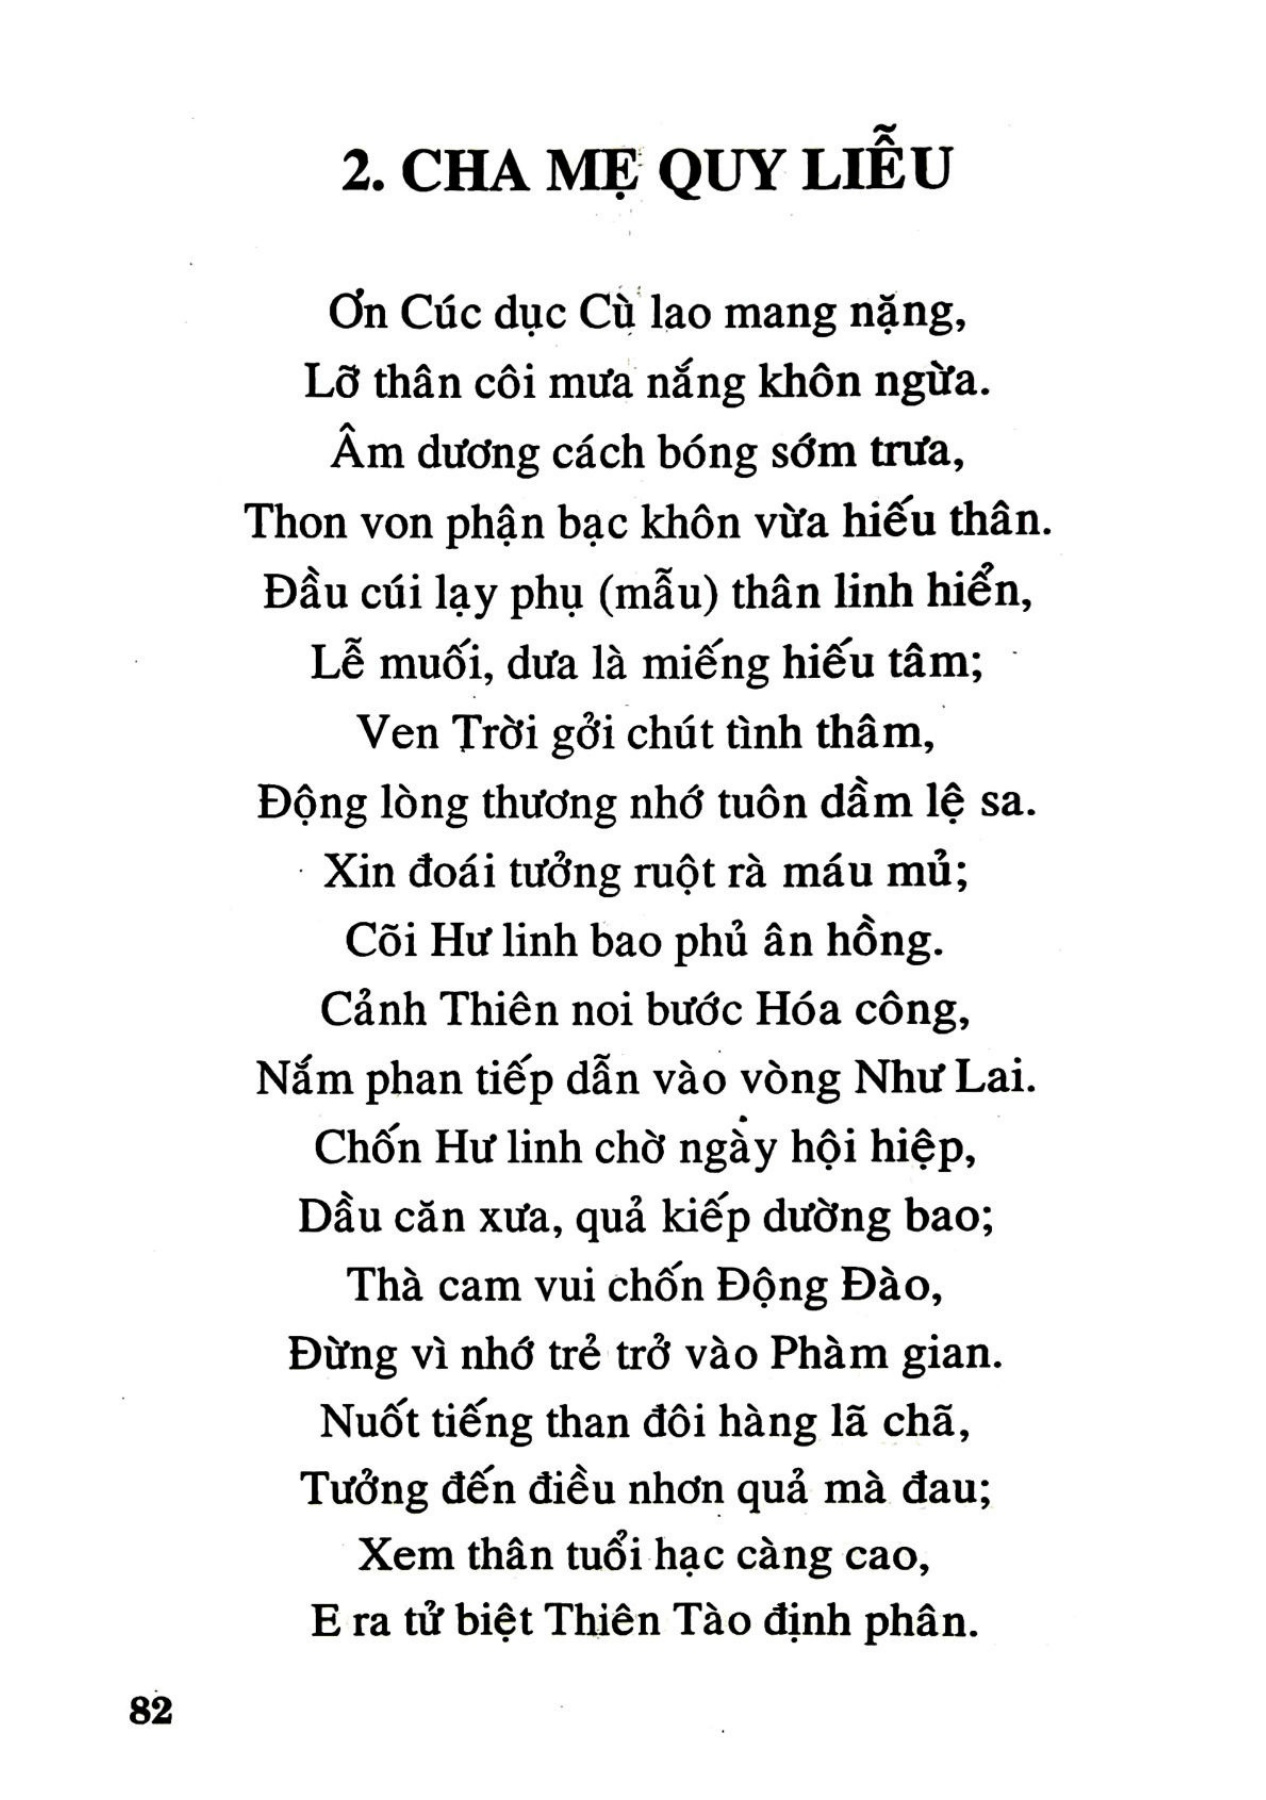 2. CHA MẸ QUY LIỄU
Ơn Cúc dục Cù lao mang nặng,
Lỡ thân côi mưa nắng khôn ngừa.
Âm dương cách bóng sớm trưa,
Thon von phận bạc khôn vừa hiếu thân.
Đầu cúi lạy phụ (mẫu) thân linh hiển,
Lễ muối, dưa là miếng hiếu tâm;
Ven Trời gởi chút tình thâm,
Động lòng thương nhớ tuôn dầm lệ sa.
Xin đoái tưởng ruột rà máu mủ;
Cõi Hư linh bao phủ ân hồng.
Cảnh Thiên noi bước Hóa công,
Nắm phan tiếp dẫn vào vòng Như Lai.
Chốn Hư linh chờ ngày hội hiệp,
Dầu căn xưa, quả kiếp dường bao;
Thà cam vui chốn Động Đào,
Đừng vì nhớ trẻ trở vào Phàm gian.
Nuốt tiếng than đôi hàng lã chã,
Tưởng đến điều nhơn quả mà đau;
Xem thân tuổi hạc càng cao,
E ra tử biệt Thiên Tào định phân.
82